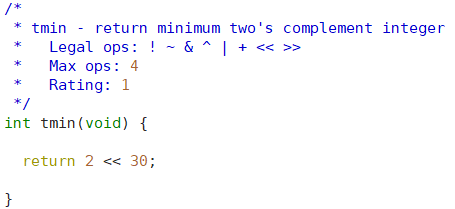 /*
 * tmin - return minimum two's complement integer
 *   Legal ops: ! ~ & ^ | + << >>
 *   Max ops: 4
 *   Rating: 1
 */
int tmin(void) {

  return 2 << 30;

}